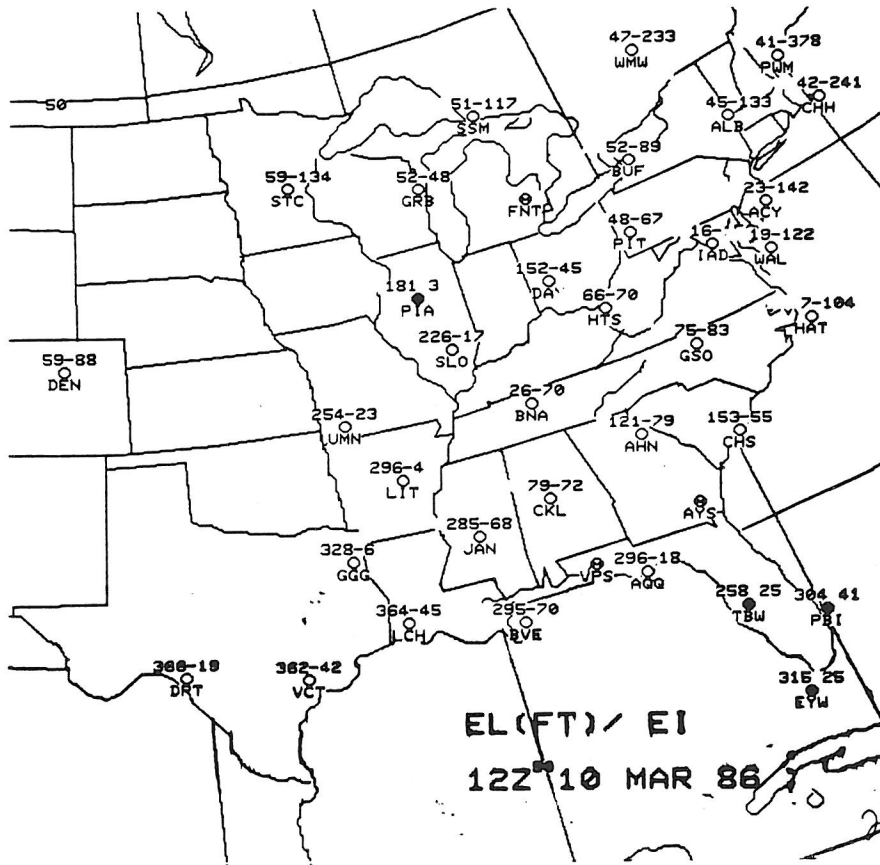 47-233
WMW
41-378
PWM
42-241
CHH
50
51-117
SSM
45-133
ALB
52-89
BUF
59-134
STC
52-48
GRB
M
FNTP
23-142
ACY
48-67
PIT
16-
IAD
19-122
WAL
181 3
PIA
152-45
DA
66-70
HTS
7-104
HAT
226-17
SLO
75-83
GSO
59-88
DEN
254-23
UMN
26-70
BNA
121-79
AHN
153-55
CHS
296-4
LIT
79-72
CKL
M
AYS
285-68
JAN
328-6
GGG
M
VPS
296-18
AQQ
258 25
TBW
304 41
PBI
364-45
LCH
295-70
BVE
366-19
DRT
362-42
VCT
315 25
EYW
EL(FT)/ EI
12Z 10 MAR 86